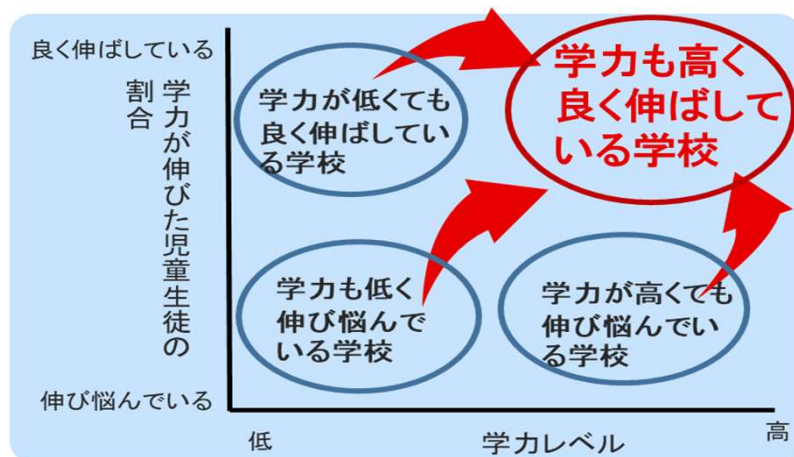 良く伸ばしている
学力が伸びた児童生徒の
割合
伸び悩んでいる
学力が低くても
良く伸ばしてい
る学校
学力も高く
良く伸ばして
いる学校
学力も低く
伸び悩んで
いる学校
学力が高くても
伸び悩んでい
る学校
低
学力レベル
高